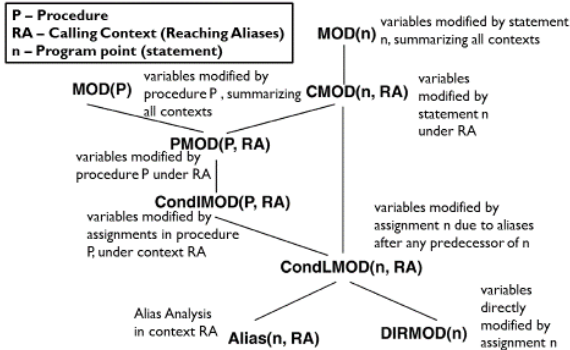 P – Procedure
RA – Calling Context (Reaching Aliases)
n – Program point (statement)
MOD(n)
variables modified by statement
n, summarizing all contexts
MOD(P)
variables modified by
procedure P , summarizing
all contexts
CMOD(n, RA)
variables
modified by
statement n
under RA
PMOD(P, RA)
variables modified by
procedure P under RA
CondIMOD(P, RA)
variables modified by
assignments in procedure
P, under context RA
variables modified by
assignment n due to aliases
after any predecessor of n
CondLMOD(n, RA)
Alias Analysis
in context RA
Alias(n, RA)
DIRMOD(n)
variables
directly
modified by
assignment n